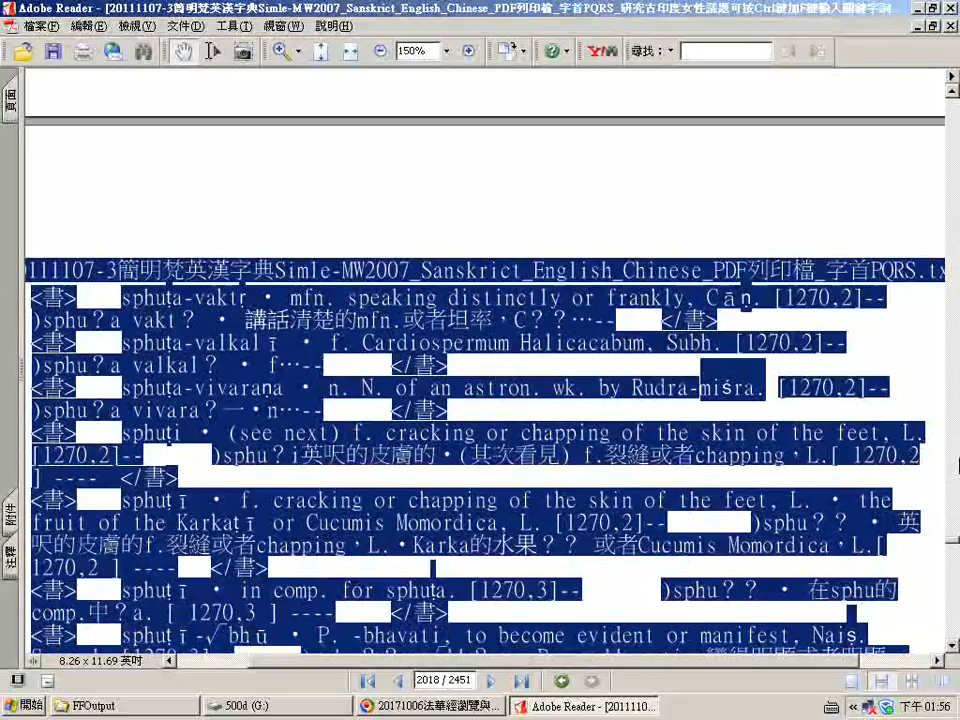 Adobe Reader - [20111107-3簡明梵英漢字典Simle-MW2007_Sanskrict_English_Chinese_PDF列印檔_字首PQRS_研究古印度女性議題可按Ctrl鍵加F鍵輸入關鍵字詞
檔案(F) 編輯(E) 檢視(V) 文件(D) 工具(T) 視窗(W) 說明(H)
150% 尋找:
頁面
0111107-3簡明梵英漢字典Simle-MW2007_Sanskrict_English_Chinese_PDF列印檔_字首PQRS.tx
<書> sphuṭa-vaktṛ • mfn. speaking distinctly or frankly, Cāṇ. [1270,2]--
)sphu?a vakt? • 講話清楚的mfn.或者坦率,C??…-- </書>
<書> sphuṭa-valkalī • f. Cardiospermum Halicacabum, Subh. [1270,2]--
)sphu?a valkal? • f…-- </書>
<書> sphuṭa-vivaraṇa • n. N. of an astron. wk. by Rudra-miśra. [1270,2]--
)sphu?a vivara?一•n…-- </書>
<書> sphuṭi • (see next) f. cracking or chapping of the skin of the feet, L.
[1270,2]-- )sphu?i英呎的皮膚的•(其次看見) f.裂縫或者chapping,L.[ 1270,2
] ---- </書>
<書> sphuṭī • f. cracking or chapping of the skin of the feet, L. • the
fruit of the Karkaṭī or Cucumis Momordica, L. [1270,2]-- )sphu?? • 英
呎的皮膚的f.裂縫或者chapping,L.•Karka的水果?? 或者Cucumis Momordica,L.[
1270,2 ] ---- </書>
<書> sphuṭī • in comp. for sphuṭa. [1270,3]-- )sphu?? • 在sphu的
comp.中?a. [ 1270,3 ] ---- </書>
<書> sphuṭī-√bhū • P. -bhavati, to become evident or manifest, Naiṣ.
附件
注釋
8.26 x 11.69 英吋
2018 / 2451
開始 FFOutput 500d (G:) 20171006法華經瀏覽與... Adobe Reader - [2011110... 下午 01:56